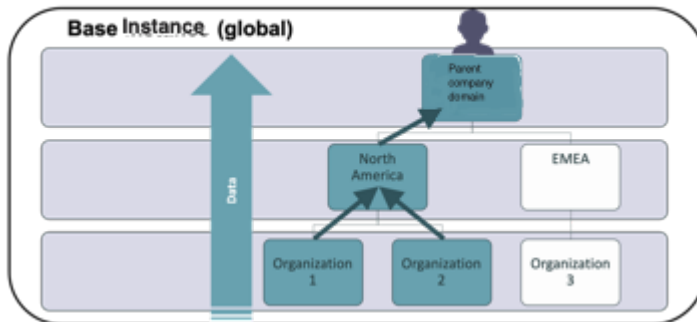 Base Instance (global)
Parent
company
domain
North
America
EMEA
Data
Organization
1
Organization
2
Organization
3